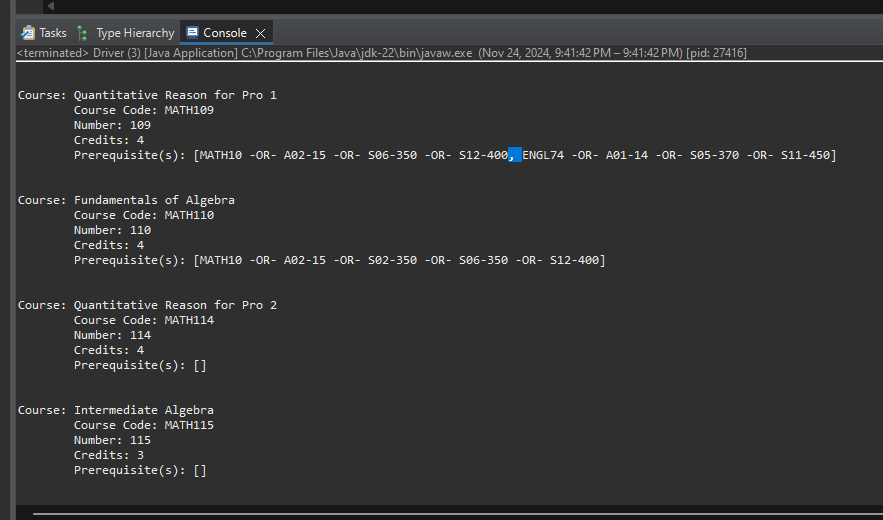 Tasks Type Hierarchy Console
<terminated> Driver (3) [Java Application] C:\Program Files\Java\jdk-22\bin\javaw.exe (Nov 24, 2024, 9:41:42 PM – 9:41:42 PM) [pid: 27416]
Course: Quantitative Reason for Pro 1
Course Code: MATH109
Number: 109
Credits: 4
Prerequisite(s): [MATH10 -OR- A02-15 -OR- S06-350 -OR- S12-400, ENGL74 -OR- A01-14 -OR- S05-370 -OR- S11-450]
Course: Fundamentals of Algebra
Course Code: MATH110
Number: 110
Credits: 4
Prerequisite(s): [MATH10 -OR- A02-15 -OR- S02-350 -OR- S06-350 -OR- S12-400]
Course: Quantitative Reason for Pro 2
Course Code: MATH114
Number: 114
Credits: 4
Prerequisite(s): []
Course: Intermediate Algebra
Course Code: MATH115
Number: 115
Credits: 3
Prerequisite(s): []